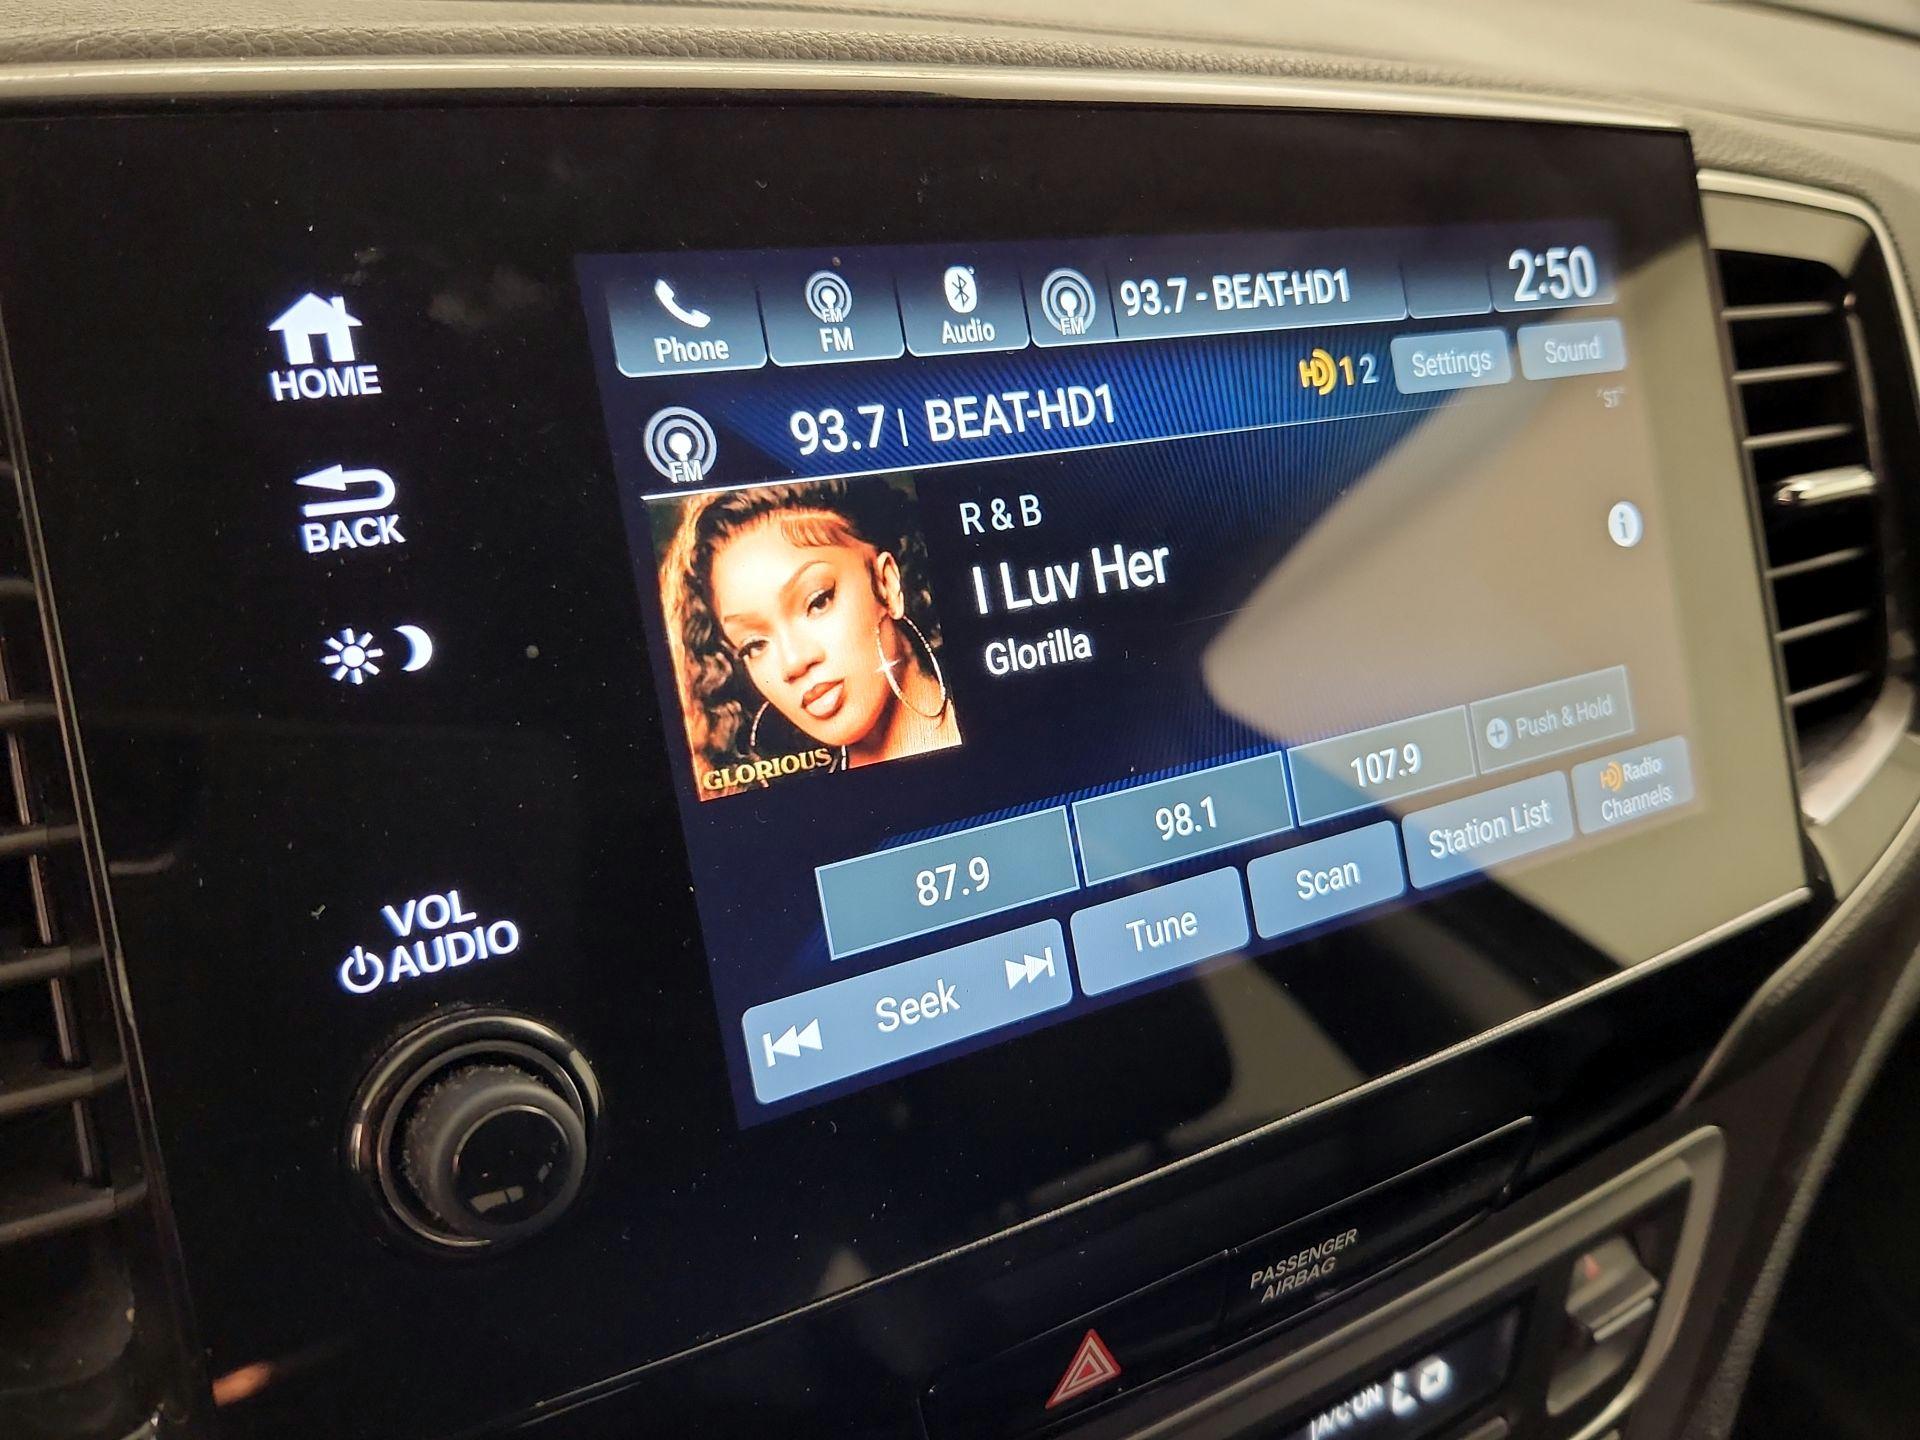 Phone
FM
FM
Audio
FM
93.7 - BEAT-HD1
2:50
FM
93.7 | BEAT-HD1
HD 1 2
Settings
Sound
"ST"
HOME
BACK
R & B
I Luv Her
Glorilla
GLORIOUS
i
87.9
98.1
107.9
Push & Hold
Seek
Tune
Scan
Station List
HD Radio
Channels
VOL
AUDIO
PASSENGER
AIRBAG
A/C ON
Lo